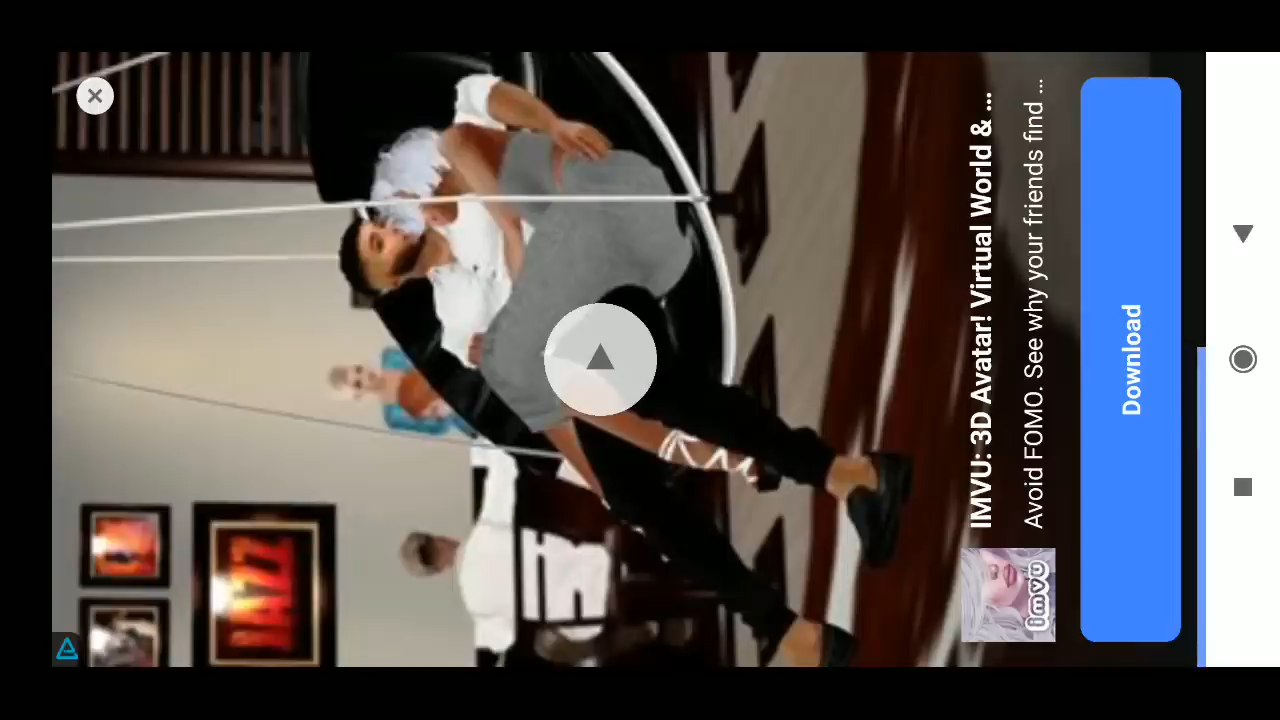 IMVU: 3D Avatar! Virtual World & ...
Avoid FOMO. See why your friends find ...
imvu
Download
JAZZ